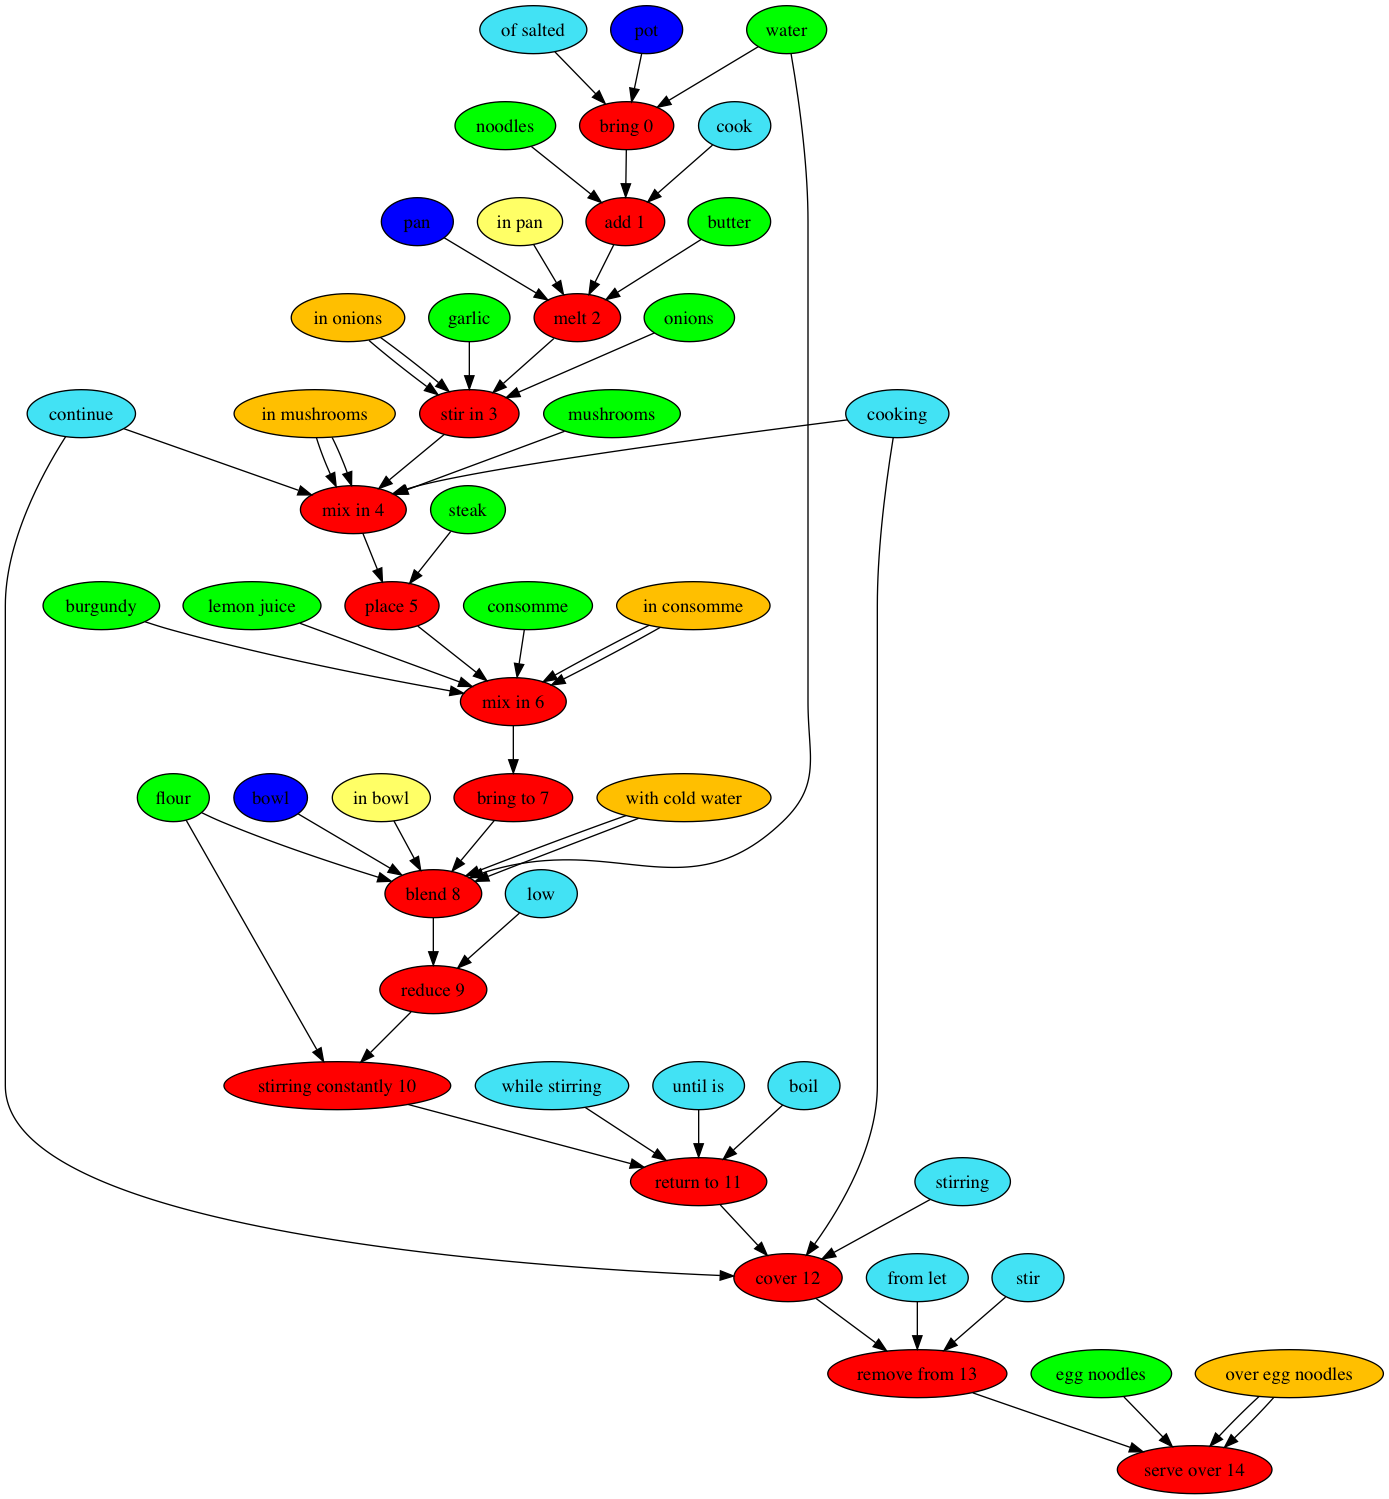 of salted
pot
water
noodles
bring 0
cook
pan
in pan
add 1
butter
in onions
garlic
melt 2
onions
continue
in mushrooms
stir in 3
mushrooms
cooking
mix in 4
steak
burgundy
lemon juice
place 5
consomme
in consomme
mix in 6
flour
bowl
in bowl
bring to 7
with cold water
blend 8
low
reduce 9
stirring constantly 10
while stirring
until is
boil
return to 11
stirring
cover 12
from let
stir
remove from 13
egg noodles
over egg noodles
serve over 14